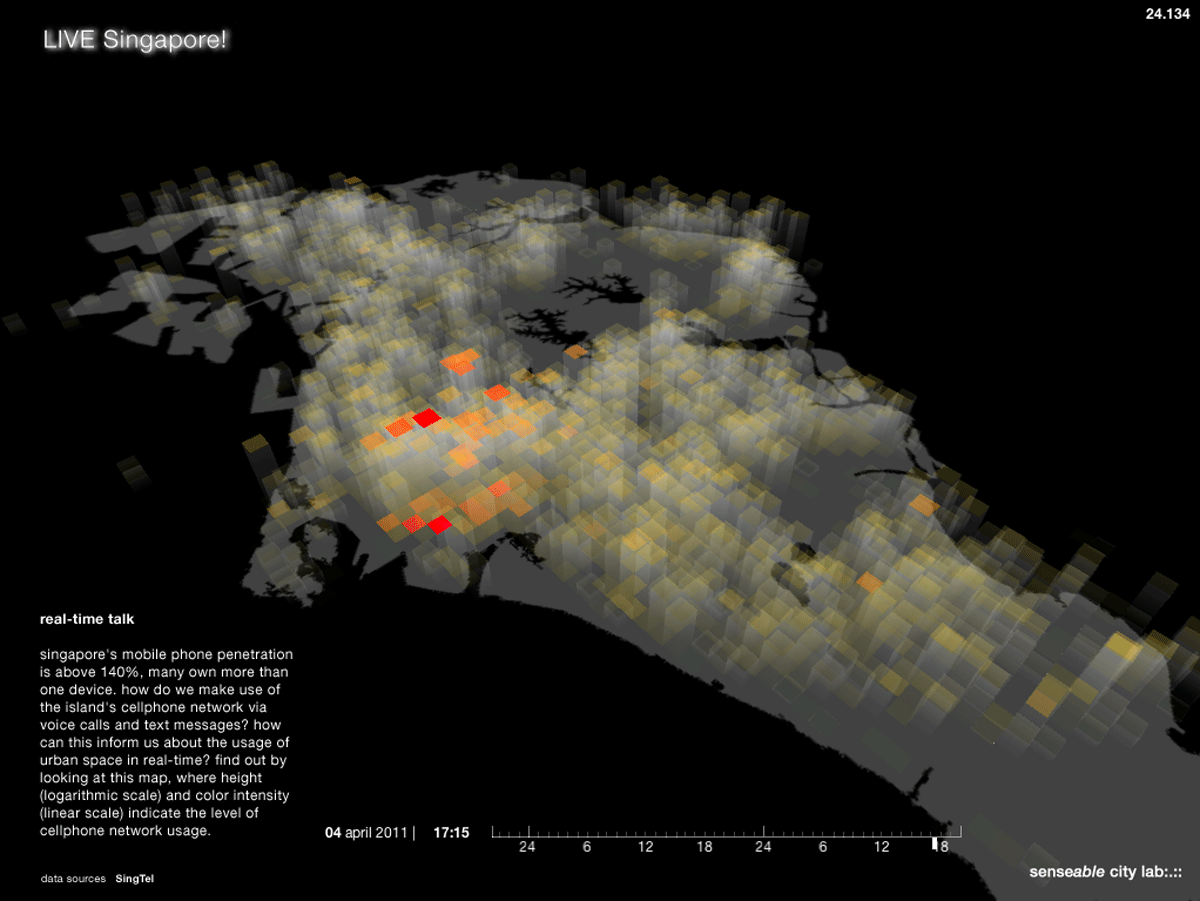 24.134
LIVE Singapore!
real-time talk
singapore's mobile phone penetration
is above 140%, many own more than
one device. how do we make use of
the island's cellphone network via
voice calls and text messages? how
can this inform us about the usage of
urban space in real-time? find out by
looking at this map, where height
(logarithmic scale) and color intensity
(linear scale) indicate the level of
cellphone network usage.
04 april 2011 | 17:15
24 6 12 18 24 6 12 18
data sources SingTel
senseable city lab:.::